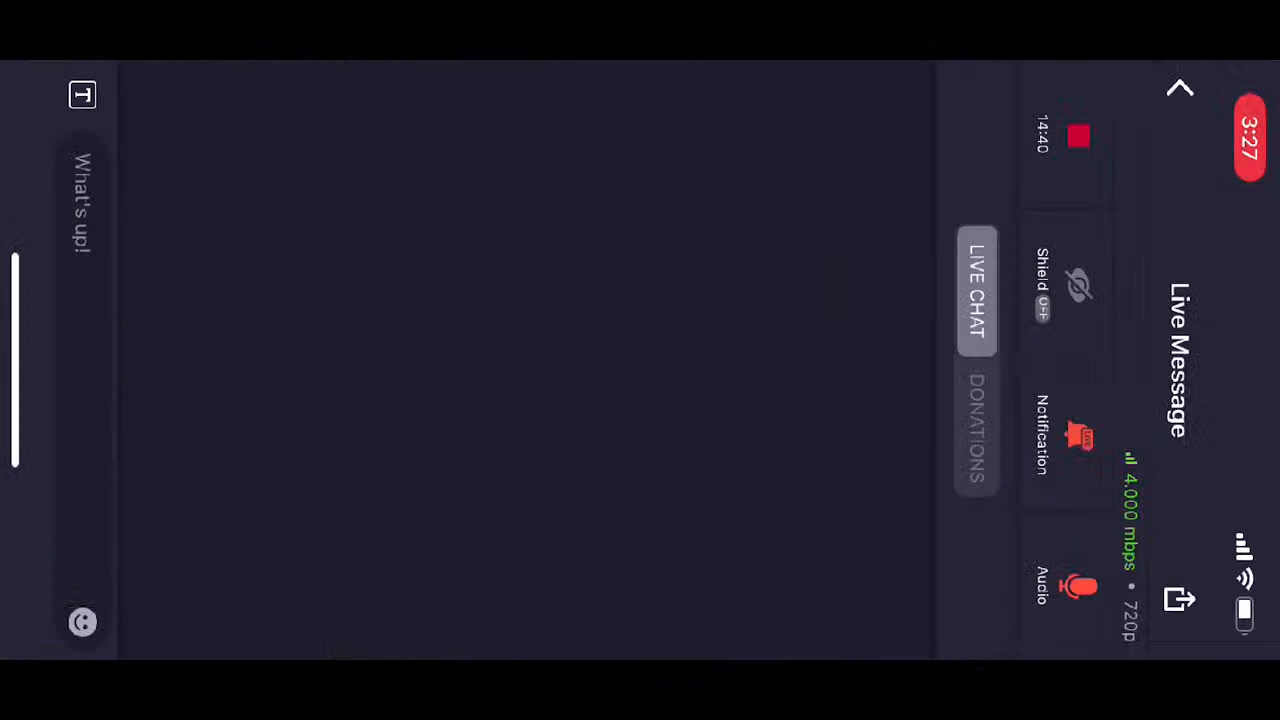 3:27
Live Message
4.000 mbps • 720p
14:40
Shield OFF
Notification
LIVE
Audio
LIVE CHAT
DONATIONS
T
What's up!